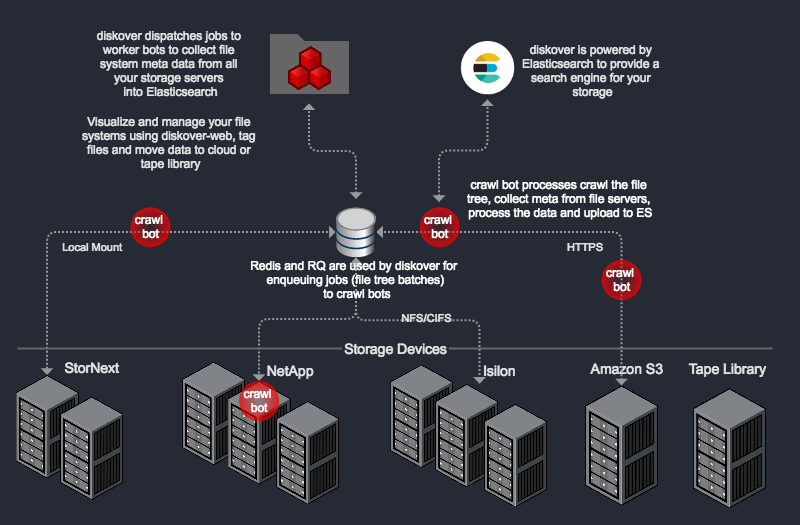 diskover dispatches jobs to
worker bots to collect file
system meta data from all
your storage servers
into Elasticsearch
Visualize and manage your file
systems using diskover-web, tag
files and move data to cloud or
tape library
diskover is powered by
Elasticsearch to provide a
search engine for your
storage
crawl bot processes crawl the file
tree, collect meta from file servers,
process the data and upload to ES
crawl
bot
crawl
bot
Local Mount
HTTPS
Redis and RQ are used by diskover for
enqueuing jobs (file tree batches)
to crawl bots
crawl
bot
NFS/CIFS
Storage Devices
StorNext
NetApp
Isilon
Amazon S3
Tape Library
crawl
bot